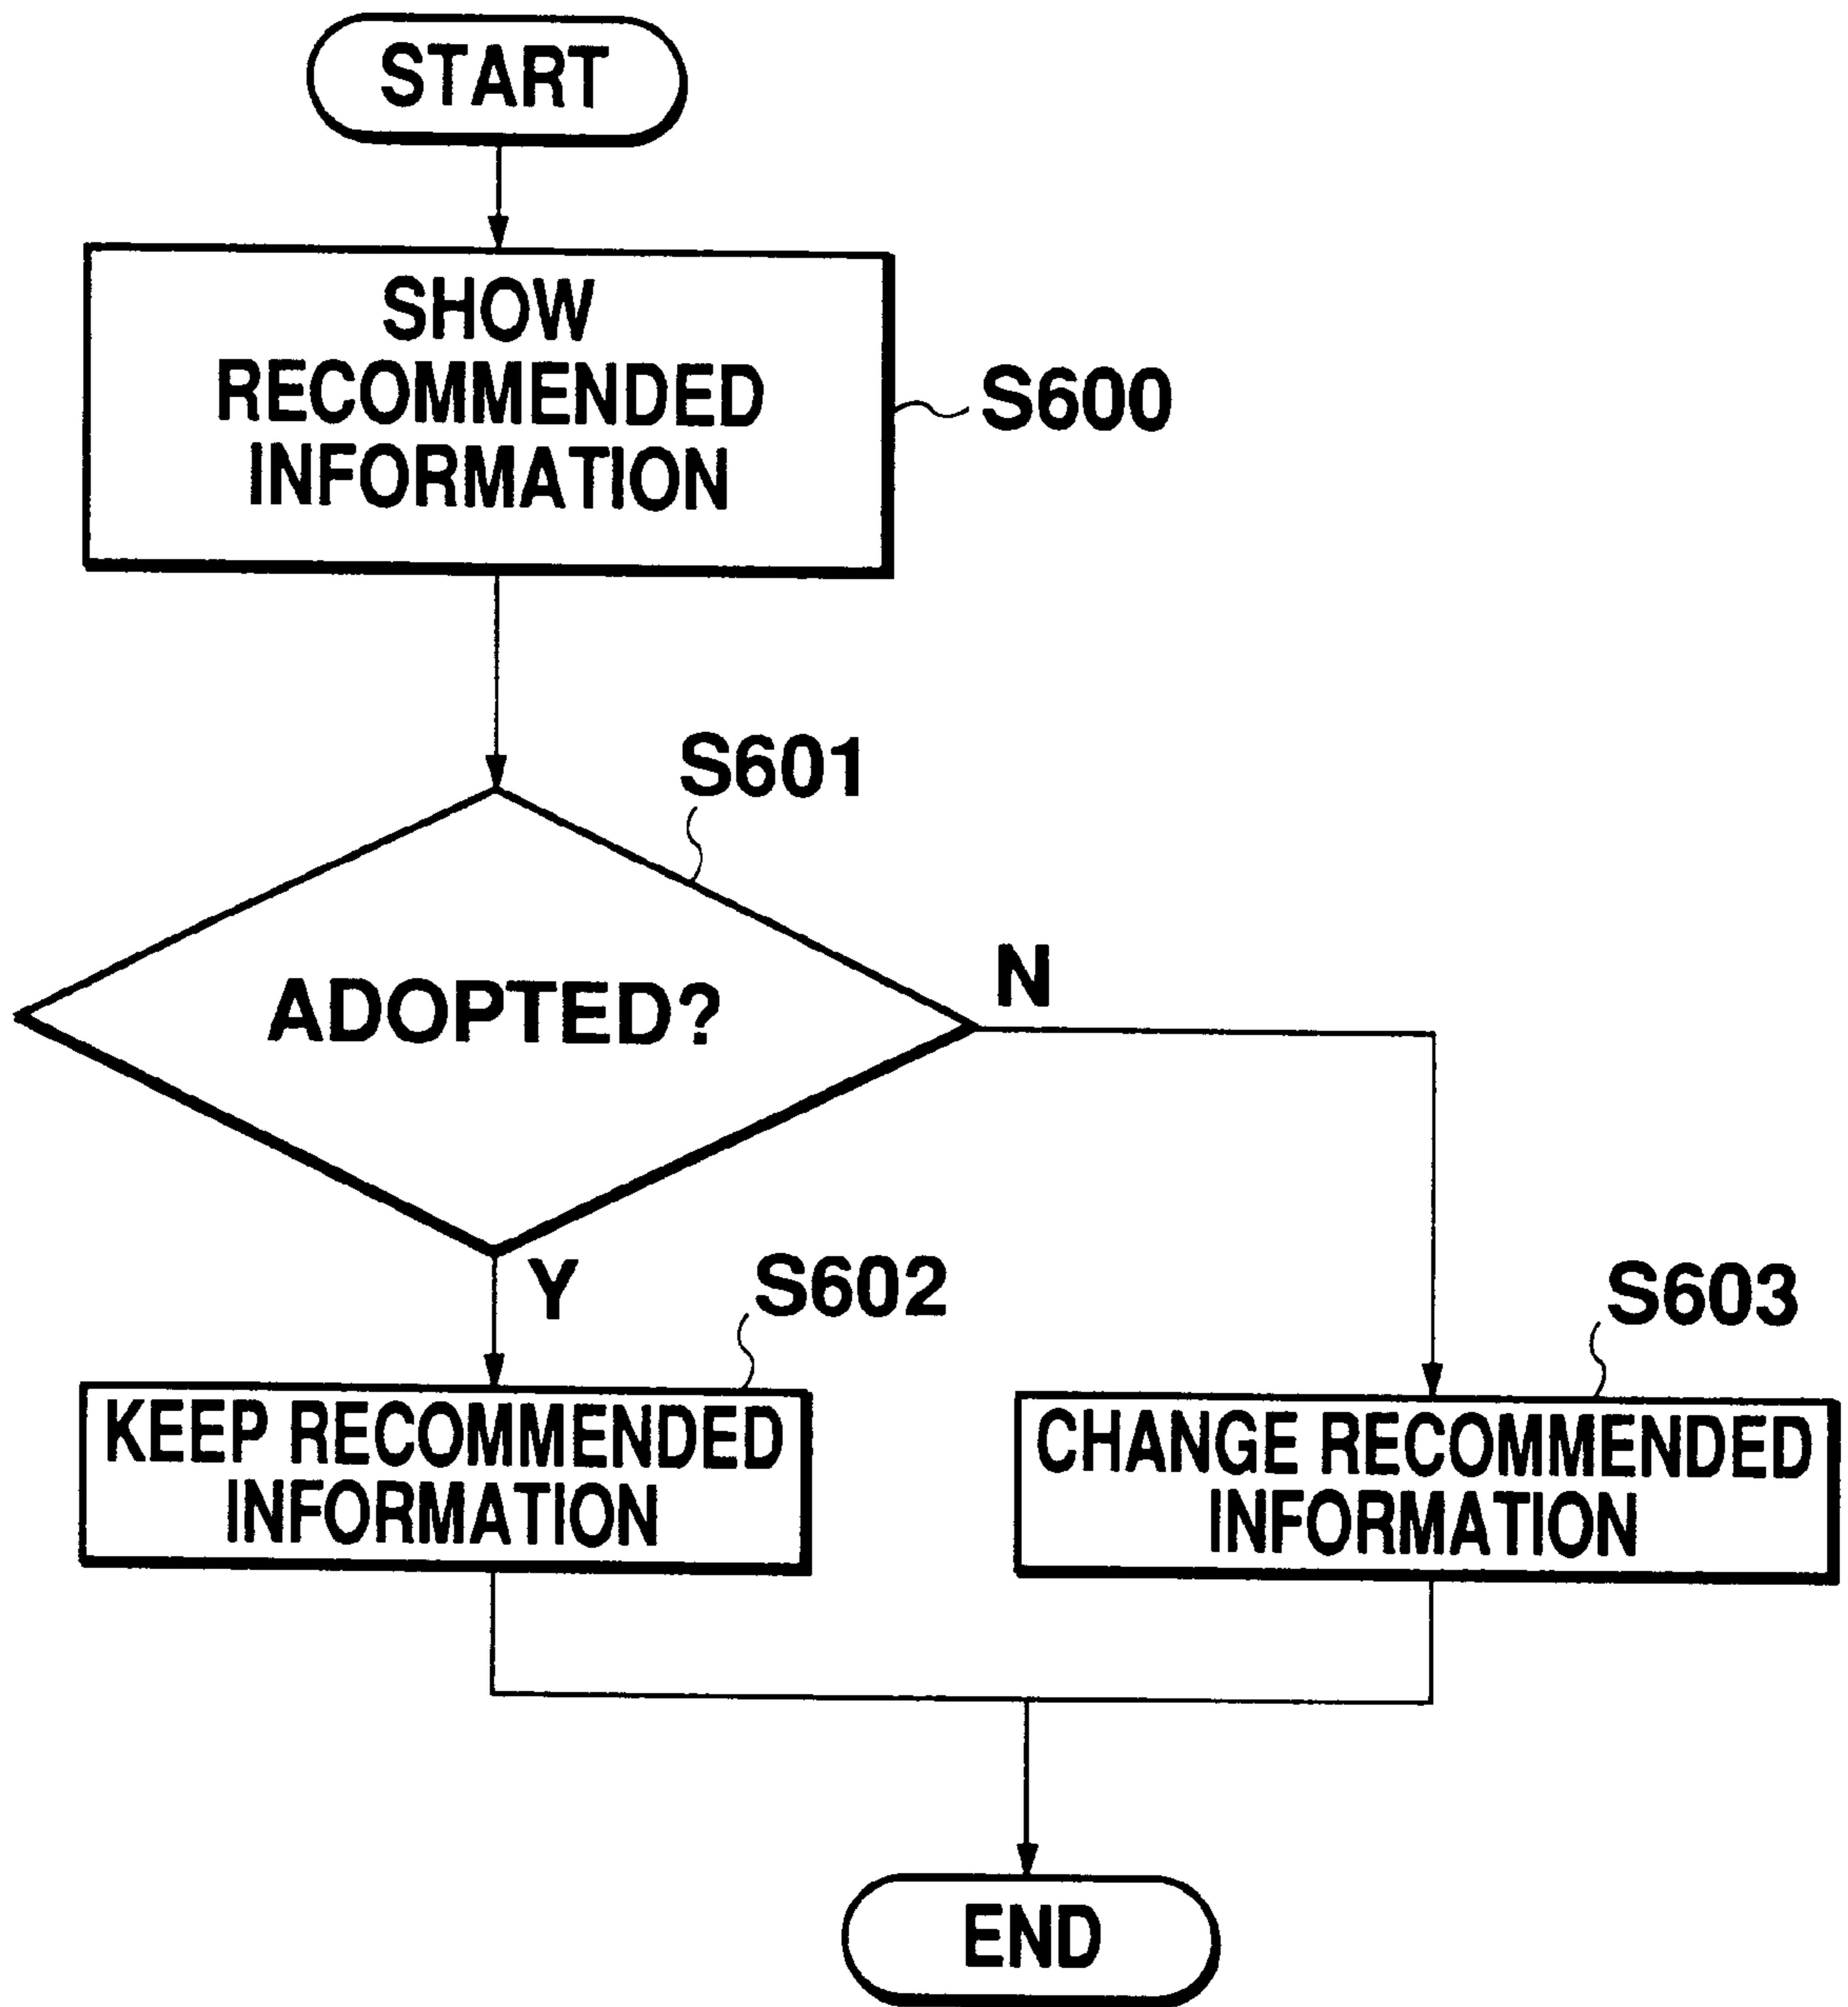 START
SHOW
RECOMMENDED
INFORMATION
S600
S601
ADOPTED?
N
Y
S602
S603
KEEP RECOMMENDED
INFORMATION
CHANGE RECOMMENDED
INFORMATION
END